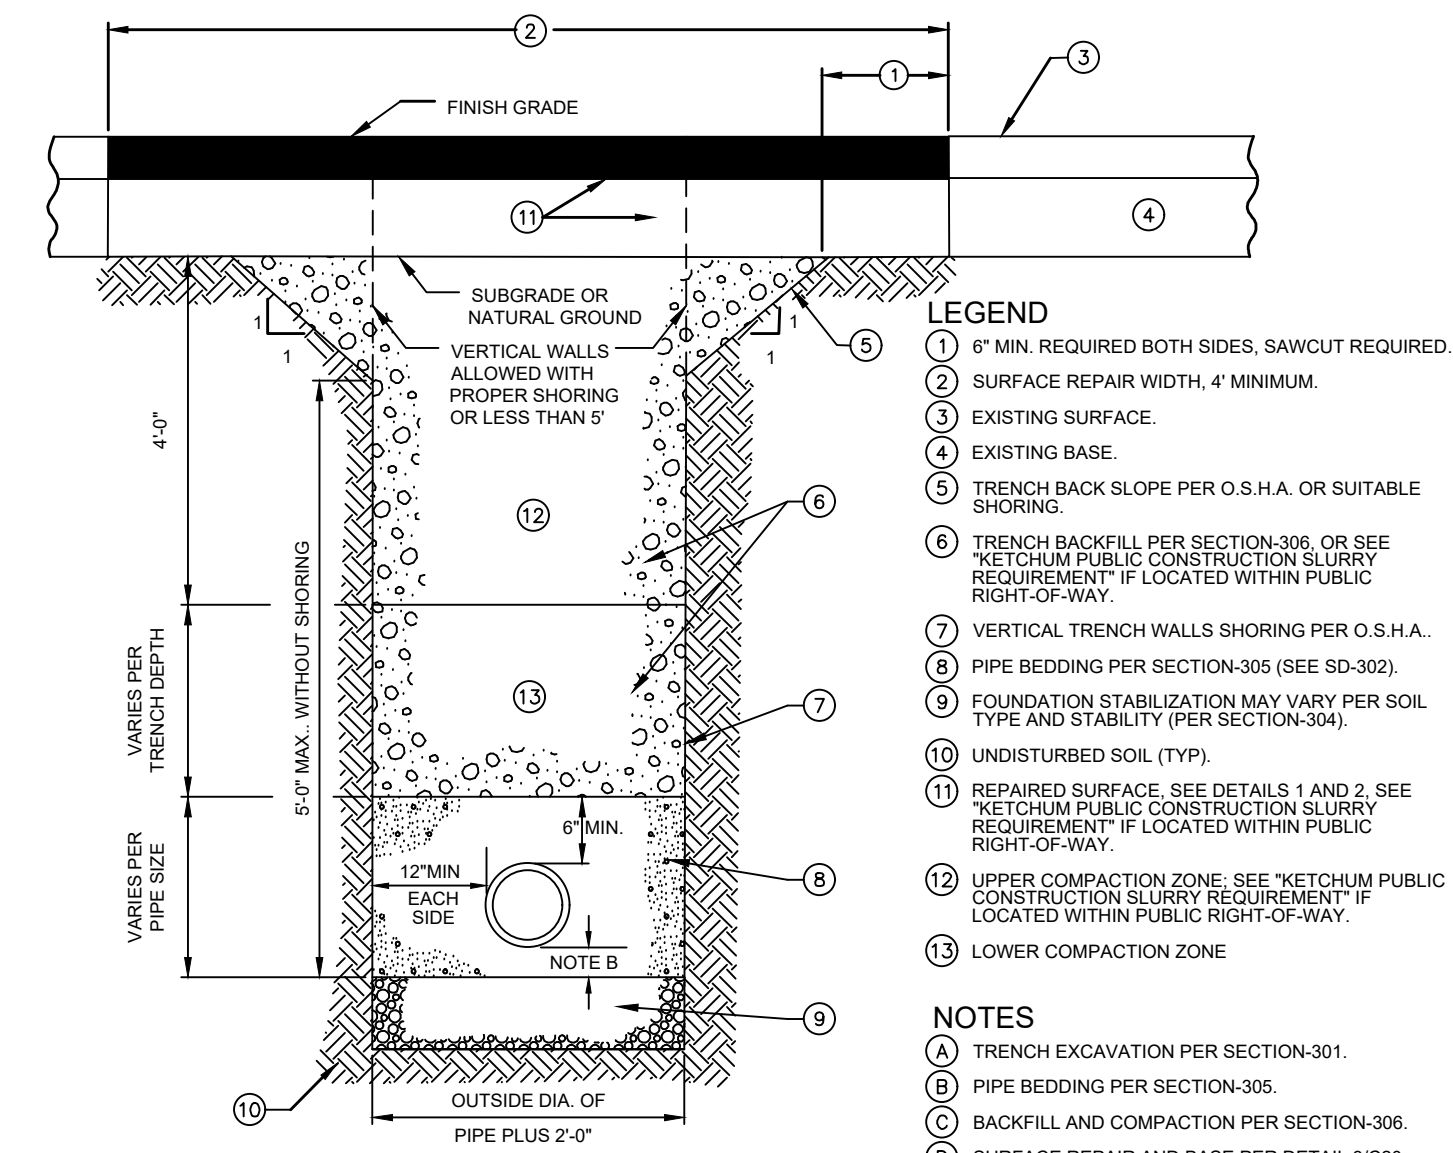 2
1
3
FINISH GRADE
11
4
SUBGRADE OR
NATURAL GROUND
1
1
1
1
5
VERTICAL WALLS
ALLOWED WITH
PROPER SHORING
OR LESS THAN 5'
4'-0"
12
6
5'-0" MAX.. WITHOUT SHORING
VARIES PER
TRENCH DEPTH
13
7
6" MIN.
12"MIN
EACH
SIDE
8
VARIES PER
PIPE SIZE
NOTE B
9
10
OUTSIDE DIA. OF
PIPE PLUS 2'-0"
LEGEND
1 6" MIN. REQUIRED BOTH SIDES, SAWCUT REQUIRED.
2 SURFACE REPAIR WIDTH, 4' MINIMUM.
3 EXISTING SURFACE.
4 EXISTING BASE.
5 TRENCH BACK SLOPE PER O.S.H.A. OR SUITABLE
SHORING.
6 TRENCH BACKFILL PER SECTION-306, OR SEE
"KETCHUM PUBLIC CONSTRUCTION SLURRY
REQUIREMENT" IF LOCATED WITHIN PUBLIC
RIGHT-OF-WAY.
7 VERTICAL TRENCH WALLS SHORING PER O.S.H.A..
8 PIPE BEDDING PER SECTION-305 (SEE SD-302).
9 FOUNDATION STABILIZATION MAY VARY PER SOIL
TYPE AND STABILITY (PER SECTION-304).
10 UNDISTURBED SOIL (TYP).
11 REPAIRED SURFACE, SEE DETAILS 1 AND 2, SEE
"KETCHUM PUBLIC CONSTRUCTION SLURRY
REQUIREMENT" IF LOCATED WITHIN PUBLIC
RIGHT-OF-WAY.
12 UPPER COMPACTION ZONE; SEE "KETCHUM PUBLIC
CONSTRUCTION SLURRY REQUIREMENT" IF
LOCATED WITHIN PUBLIC RIGHT-OF-WAY.
13 LOWER COMPACTION ZONE
NOTES
A TRENCH EXCAVATION PER SECTION-301.
B PIPE BEDDING PER SECTION-305.
C BACKFILL AND COMPACTION PER SECTION-306.
SURFACE REPAIR AND BASE PER DETAIL